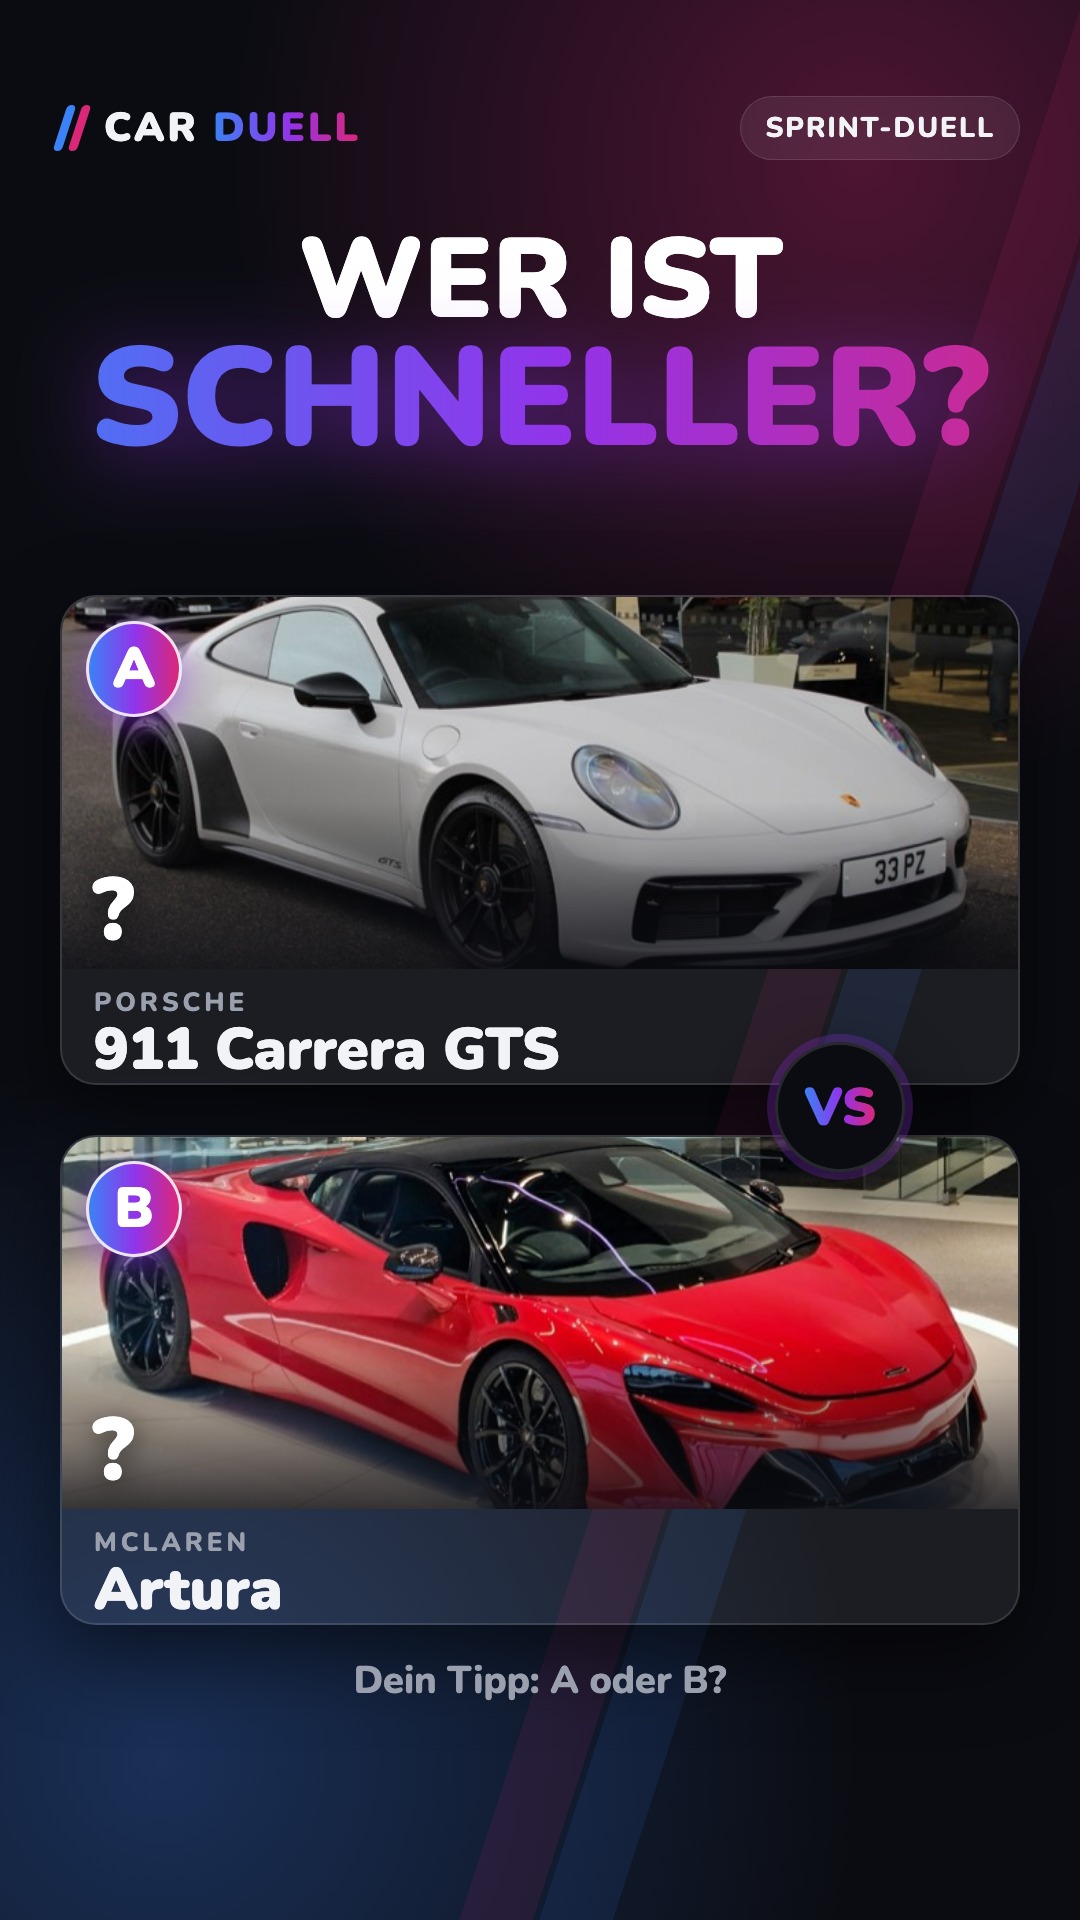 // CAR DUELL
SPRINT-DUELL
WER IST
SCHNELLER?
A
GTS
33 PZ
?
PORSCHE
911 Carrera GTS
VS
B
?
MCLAREN
Artura
Dein Tipp: A oder B?